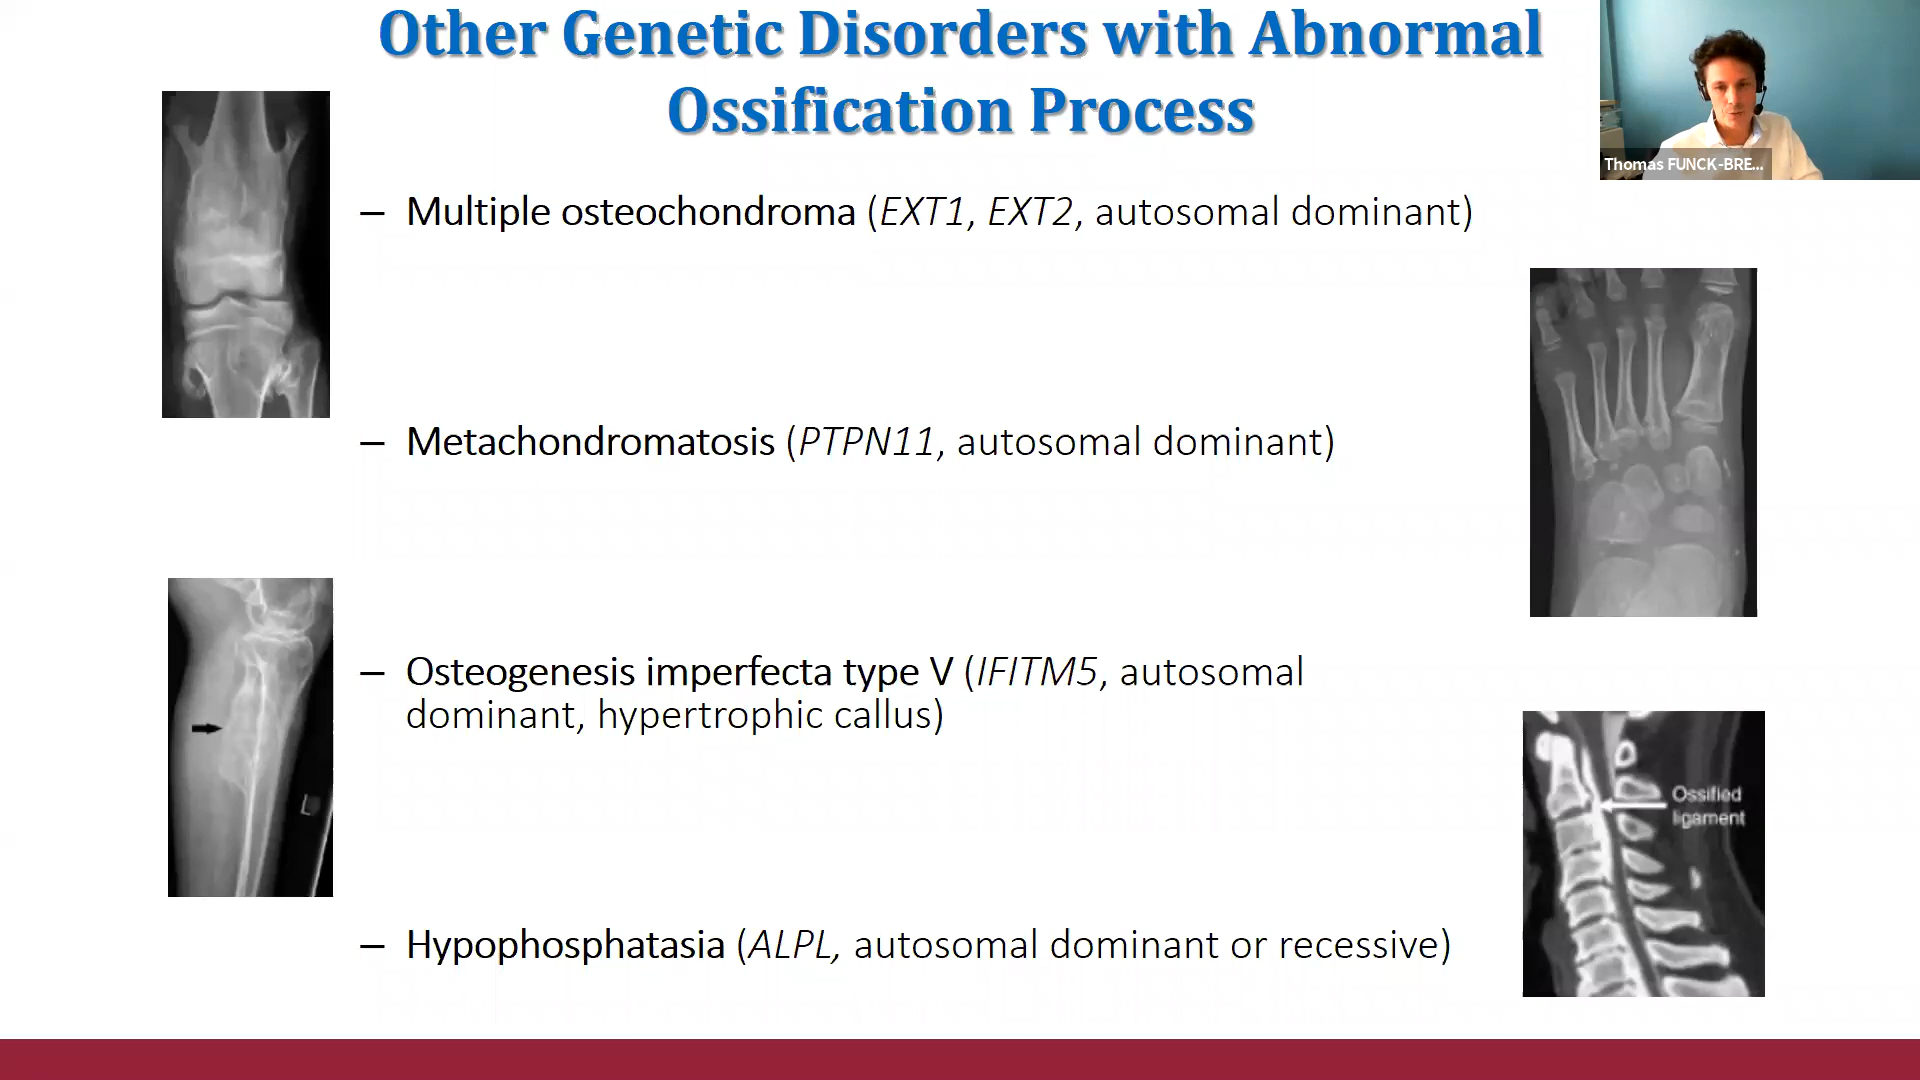 Other Genetic Disorders with Abnormal
Ossification Process
Thomas FUNCK-BRE...
– Multiple osteochondroma (EXT1, EXT2, autosomal dominant)
– Metachondromatosis (PTPN11, autosomal dominant)
– Osteogenesis imperfecta type V (IFITM5, autosomal
dominant, hypertrophic callus)
L
Ossified
ligament
– Hypophosphatasia (ALPL, autosomal dominant or recessive)